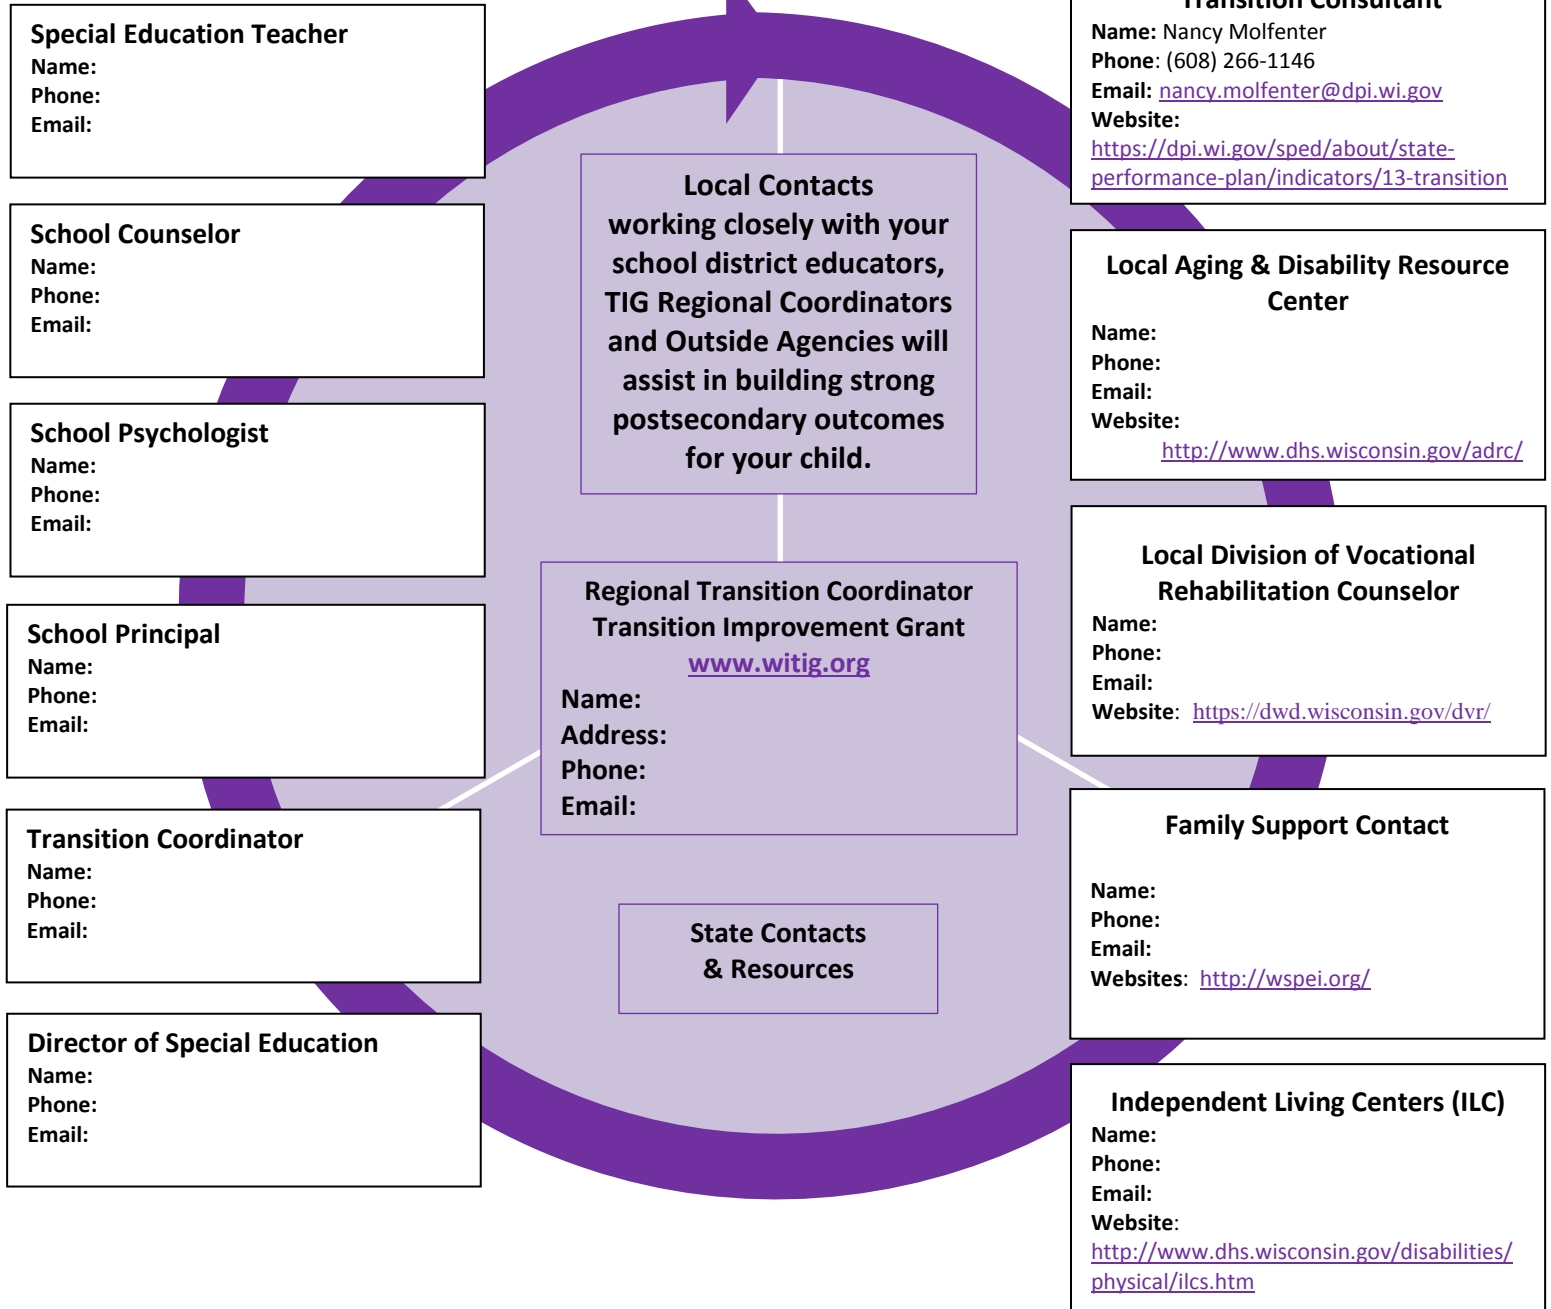 Special Education Teacher
Name:
Phone:
Email:
School Counselor
Name:
Phone:
Email:
School Psychologist
Name:
Phone:
Email:
School Principal
Name:
Phone:
Email:
Transition Coordinator
Name:
Phone:
Email:
Director of Special Education
Name:
Phone:
Email:
Local Contacts
working closely with your
school district educators,
TIG Regional Coordinators
and Outside Agencies will
assist in building strong
postsecondary outcomes
for your child.
Regional Transition Coordinator
Transition Improvement Grant
www.witig.org
Name:
Address:
Phone:
Email:
State Contacts
& Resources
Transition Consultant
Name: Nancy Molfenter
Phone: (608) 266-1146
Email: nancy.molfenter@dpi.wi.gov
Website:
https://dpi.wi.gov/sped/about/state-
performance-plan/indicators/13-transition
Local Aging & Disability Resource
Center
Name:
Phone:
Email:
Website:
http://www.dhs.wisconsin.gov/adrc/
Local Division of Vocational
Rehabilitation Counselor
Name:
Phone:
Email:
Website: https://dwd.wisconsin.gov/dvr/
Family Support Contact
Name:
Phone:
Email:
Websites: http://wspei.org/
Independent Living Centers (ILC)
Name:
Phone:
Email:
Website:
http://www.dhs.wisconsin.gov/disabilities/
physical/ilcs.htm